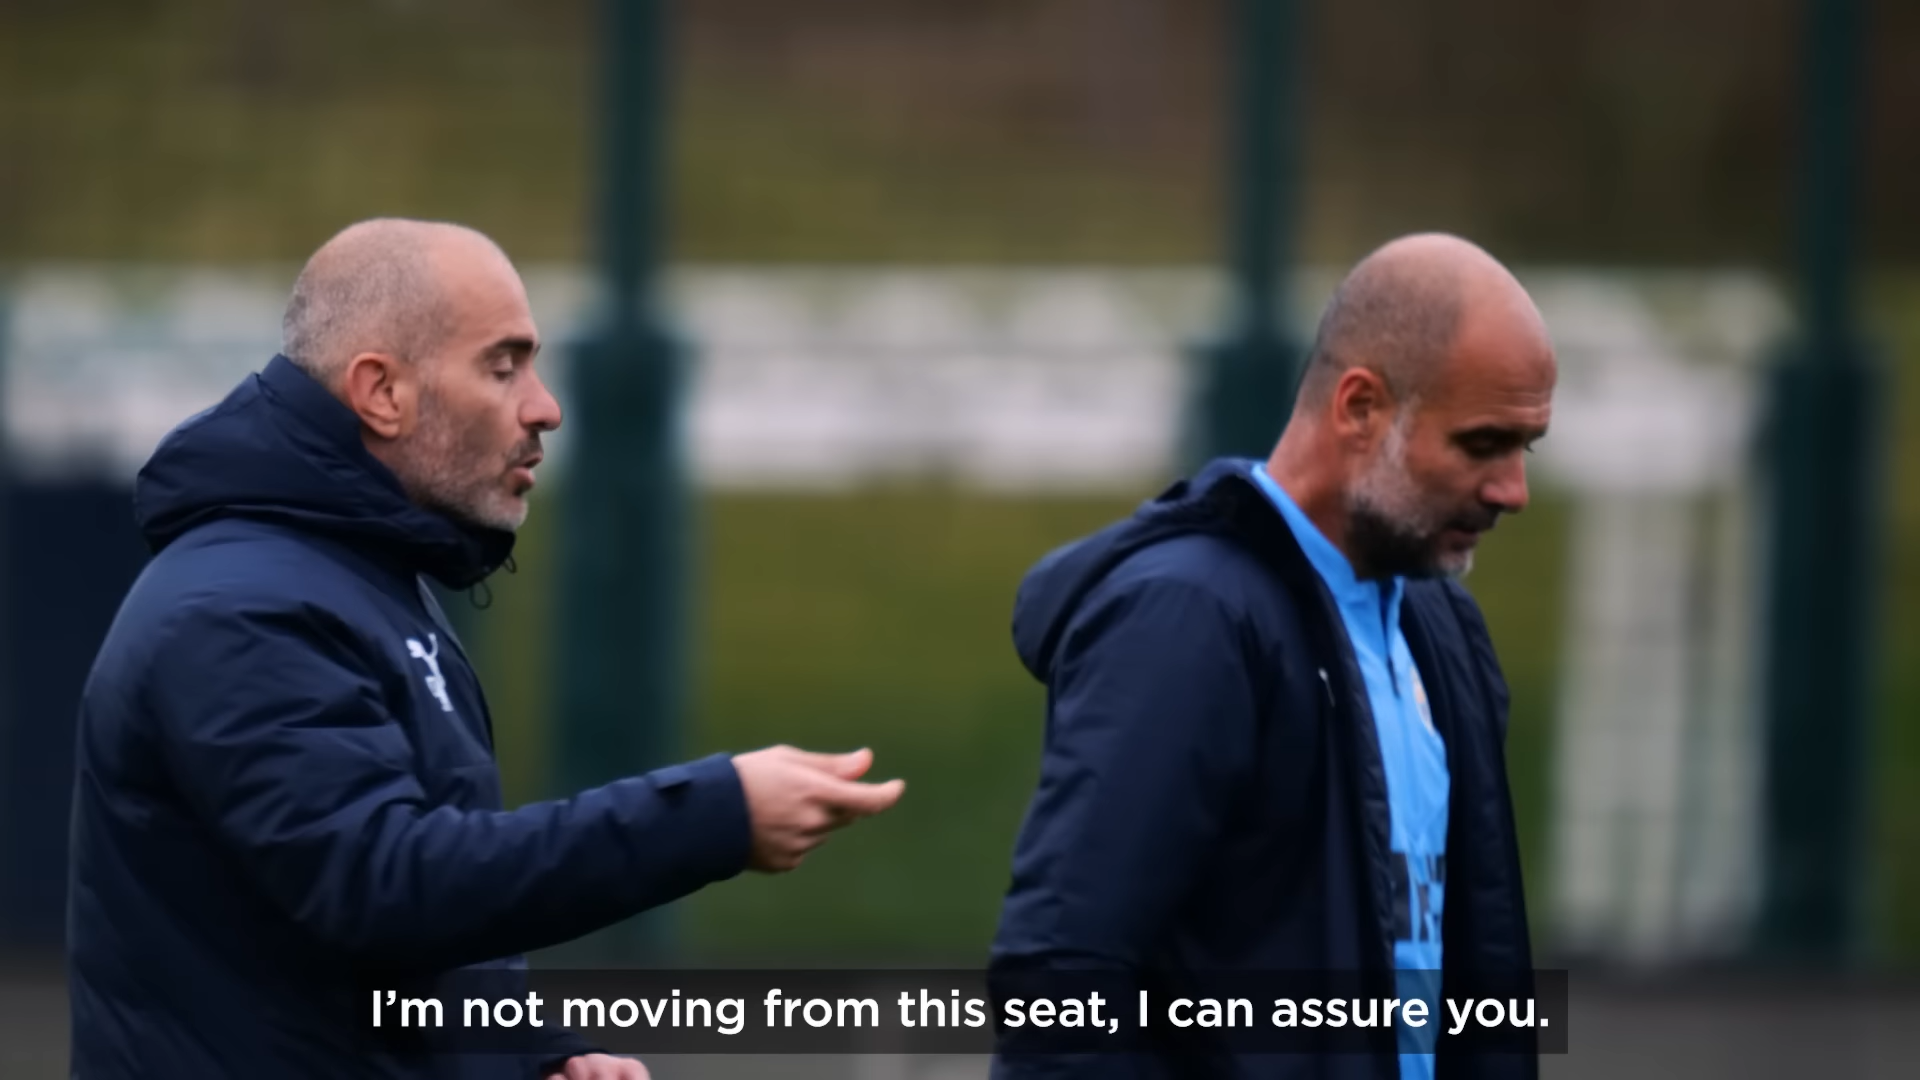 I’m not moving from this seat, I can assure you.